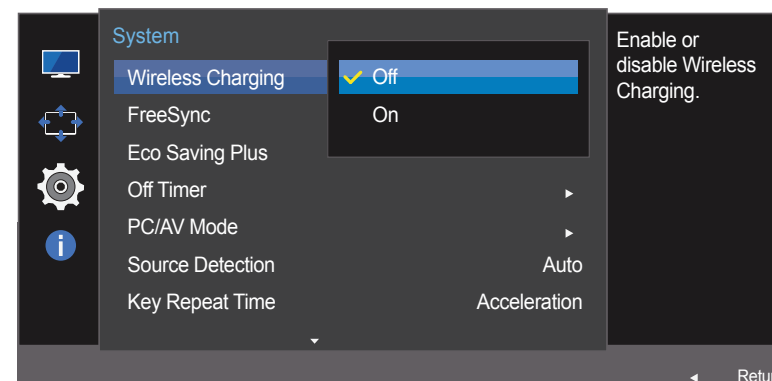 System
Wireless Charging
Off
FreeSync
On
Eco Saving Plus
Off Timer
PC/AV Mode
Source Detection
Auto
Key Repeat Time
Acceleration
Enable or
disable Wireless
Charging.
Retur